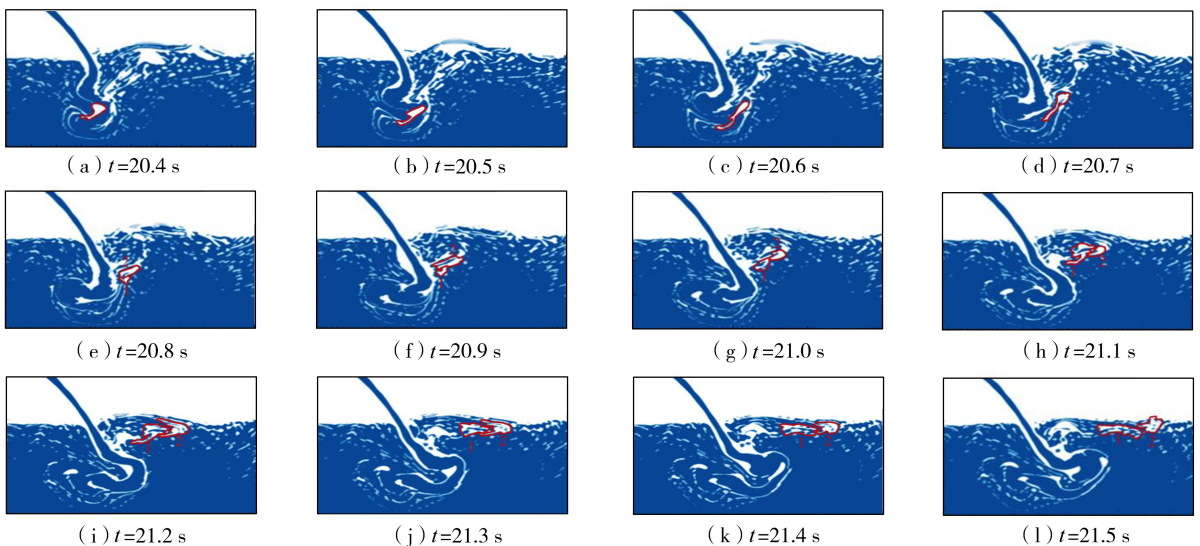 (a) t=20.4 s
(b) t=20.5 s
(c) t=20.6 s
(d) t=20.7 s
(e) t=20.8 s
(f) t=20.9 s
(g) t=21.0 s
(h) t=21.1 s
(i) t=21.2 s
(j) t=21.3 s
(k) t=21.4 s
(l) t=21.5 s